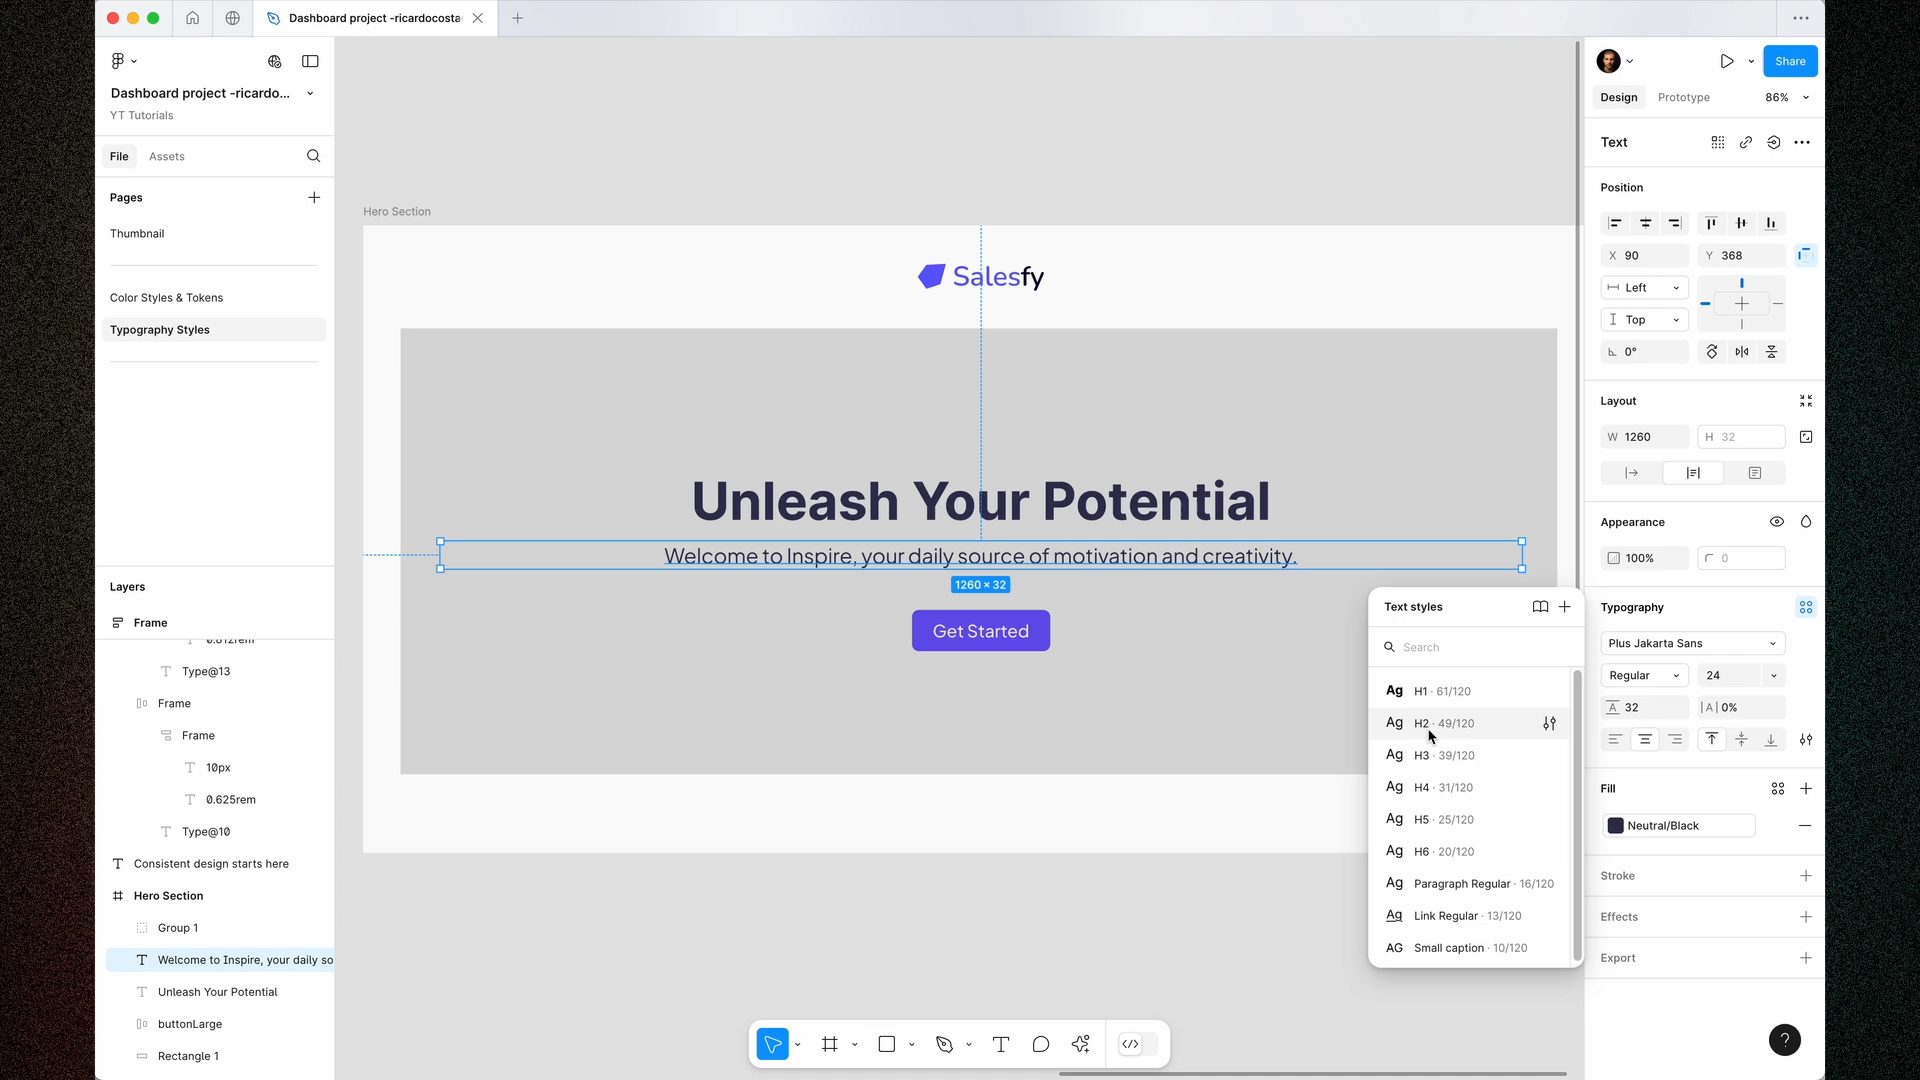 Dashboard project -ricardocosta
Dashboard project -ricardo...
YT Tutorials
File
Assets
Pages
Thumbnail
Color Styles & Tokens
Typography Styles
Layers
Frame
0.812rem
Type@13
Frame
Frame
10px
0.625rem
Type@10
Consistent design starts here
Hero Section
Group 1
Welcome to Inspire, your daily so
Unleash Your Potential
buttonLarge
Rectangle 1
Hero Section
Salesfy
Unleash Your Potential
Welcome to Inspire, your daily source of motivation and creativity.
1260 × 32
Get Started
Text styles
Search
Ag H1 · 61/120
Ag H2 · 49/120
Ag H3 · 39/120
Ag H4 · 31/120
Ag H5 · 25/120
Ag H6 · 20/120
Ag Paragraph Regular · 16/120
Ag Link Regular · 13/120
AG Small caption · 10/120
Share
Design
Prototype
86%
Text
Position
X 90
Y 368
Left
Top
0°
Layout
W 1260
H 32
Appearance
100%
0
Typography
Plus Jakarta Sans
Regular
24
A 32
|A| 0%
Fill
Neutral/Black
Stroke
Effects
Export
?